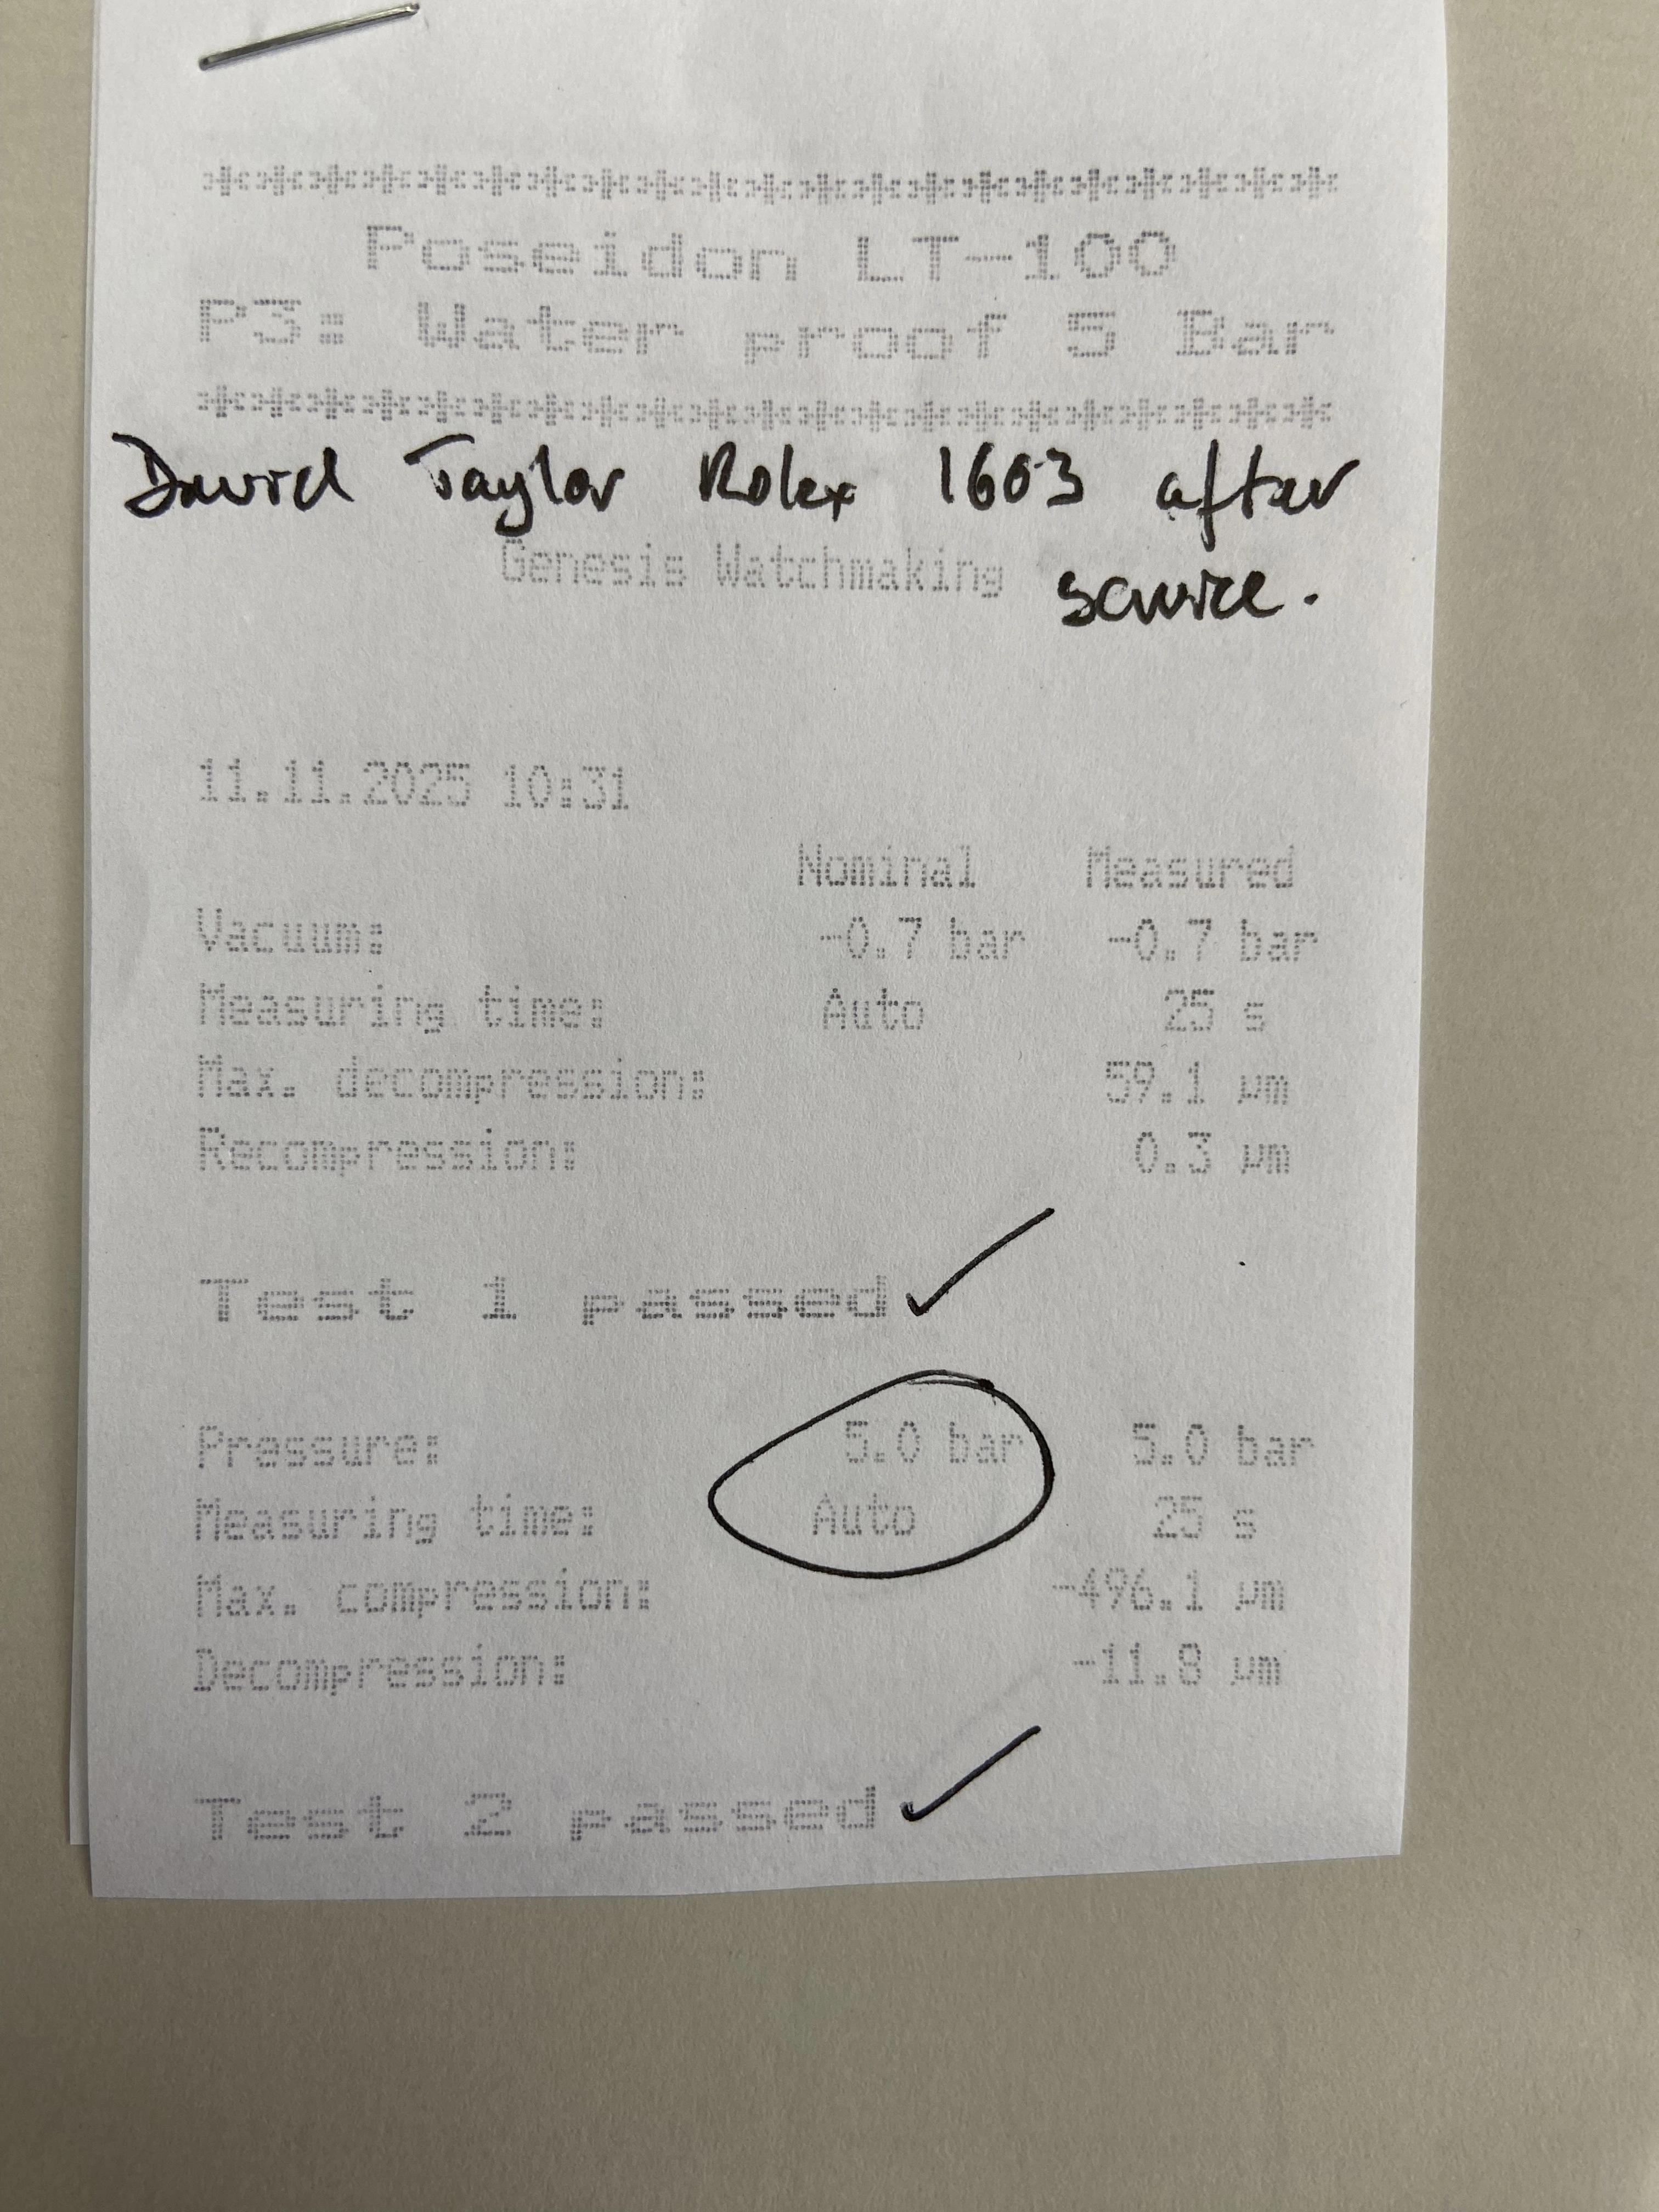 ********************************
Poseidon LT-100
P3: Water proof 5 Bar
********************************
David Taylor Rolex 1603 after
Genesis Watchmaking service.
11.11.2025 10:31
Nominal Measured
Vacuum: -0.7 bar -0.7 bar
Measuring time: Auto 25 s
Max. decompression: 59.1 µm
Recompression: 0.3 µm
Test 1 passed ✓
Pressure: 5.0 bar 5.0 bar
Measuring time: Auto 25 s
Max. compression: -496.1 µm
Decompression: -11.8 µm
Test 2 passed ✓